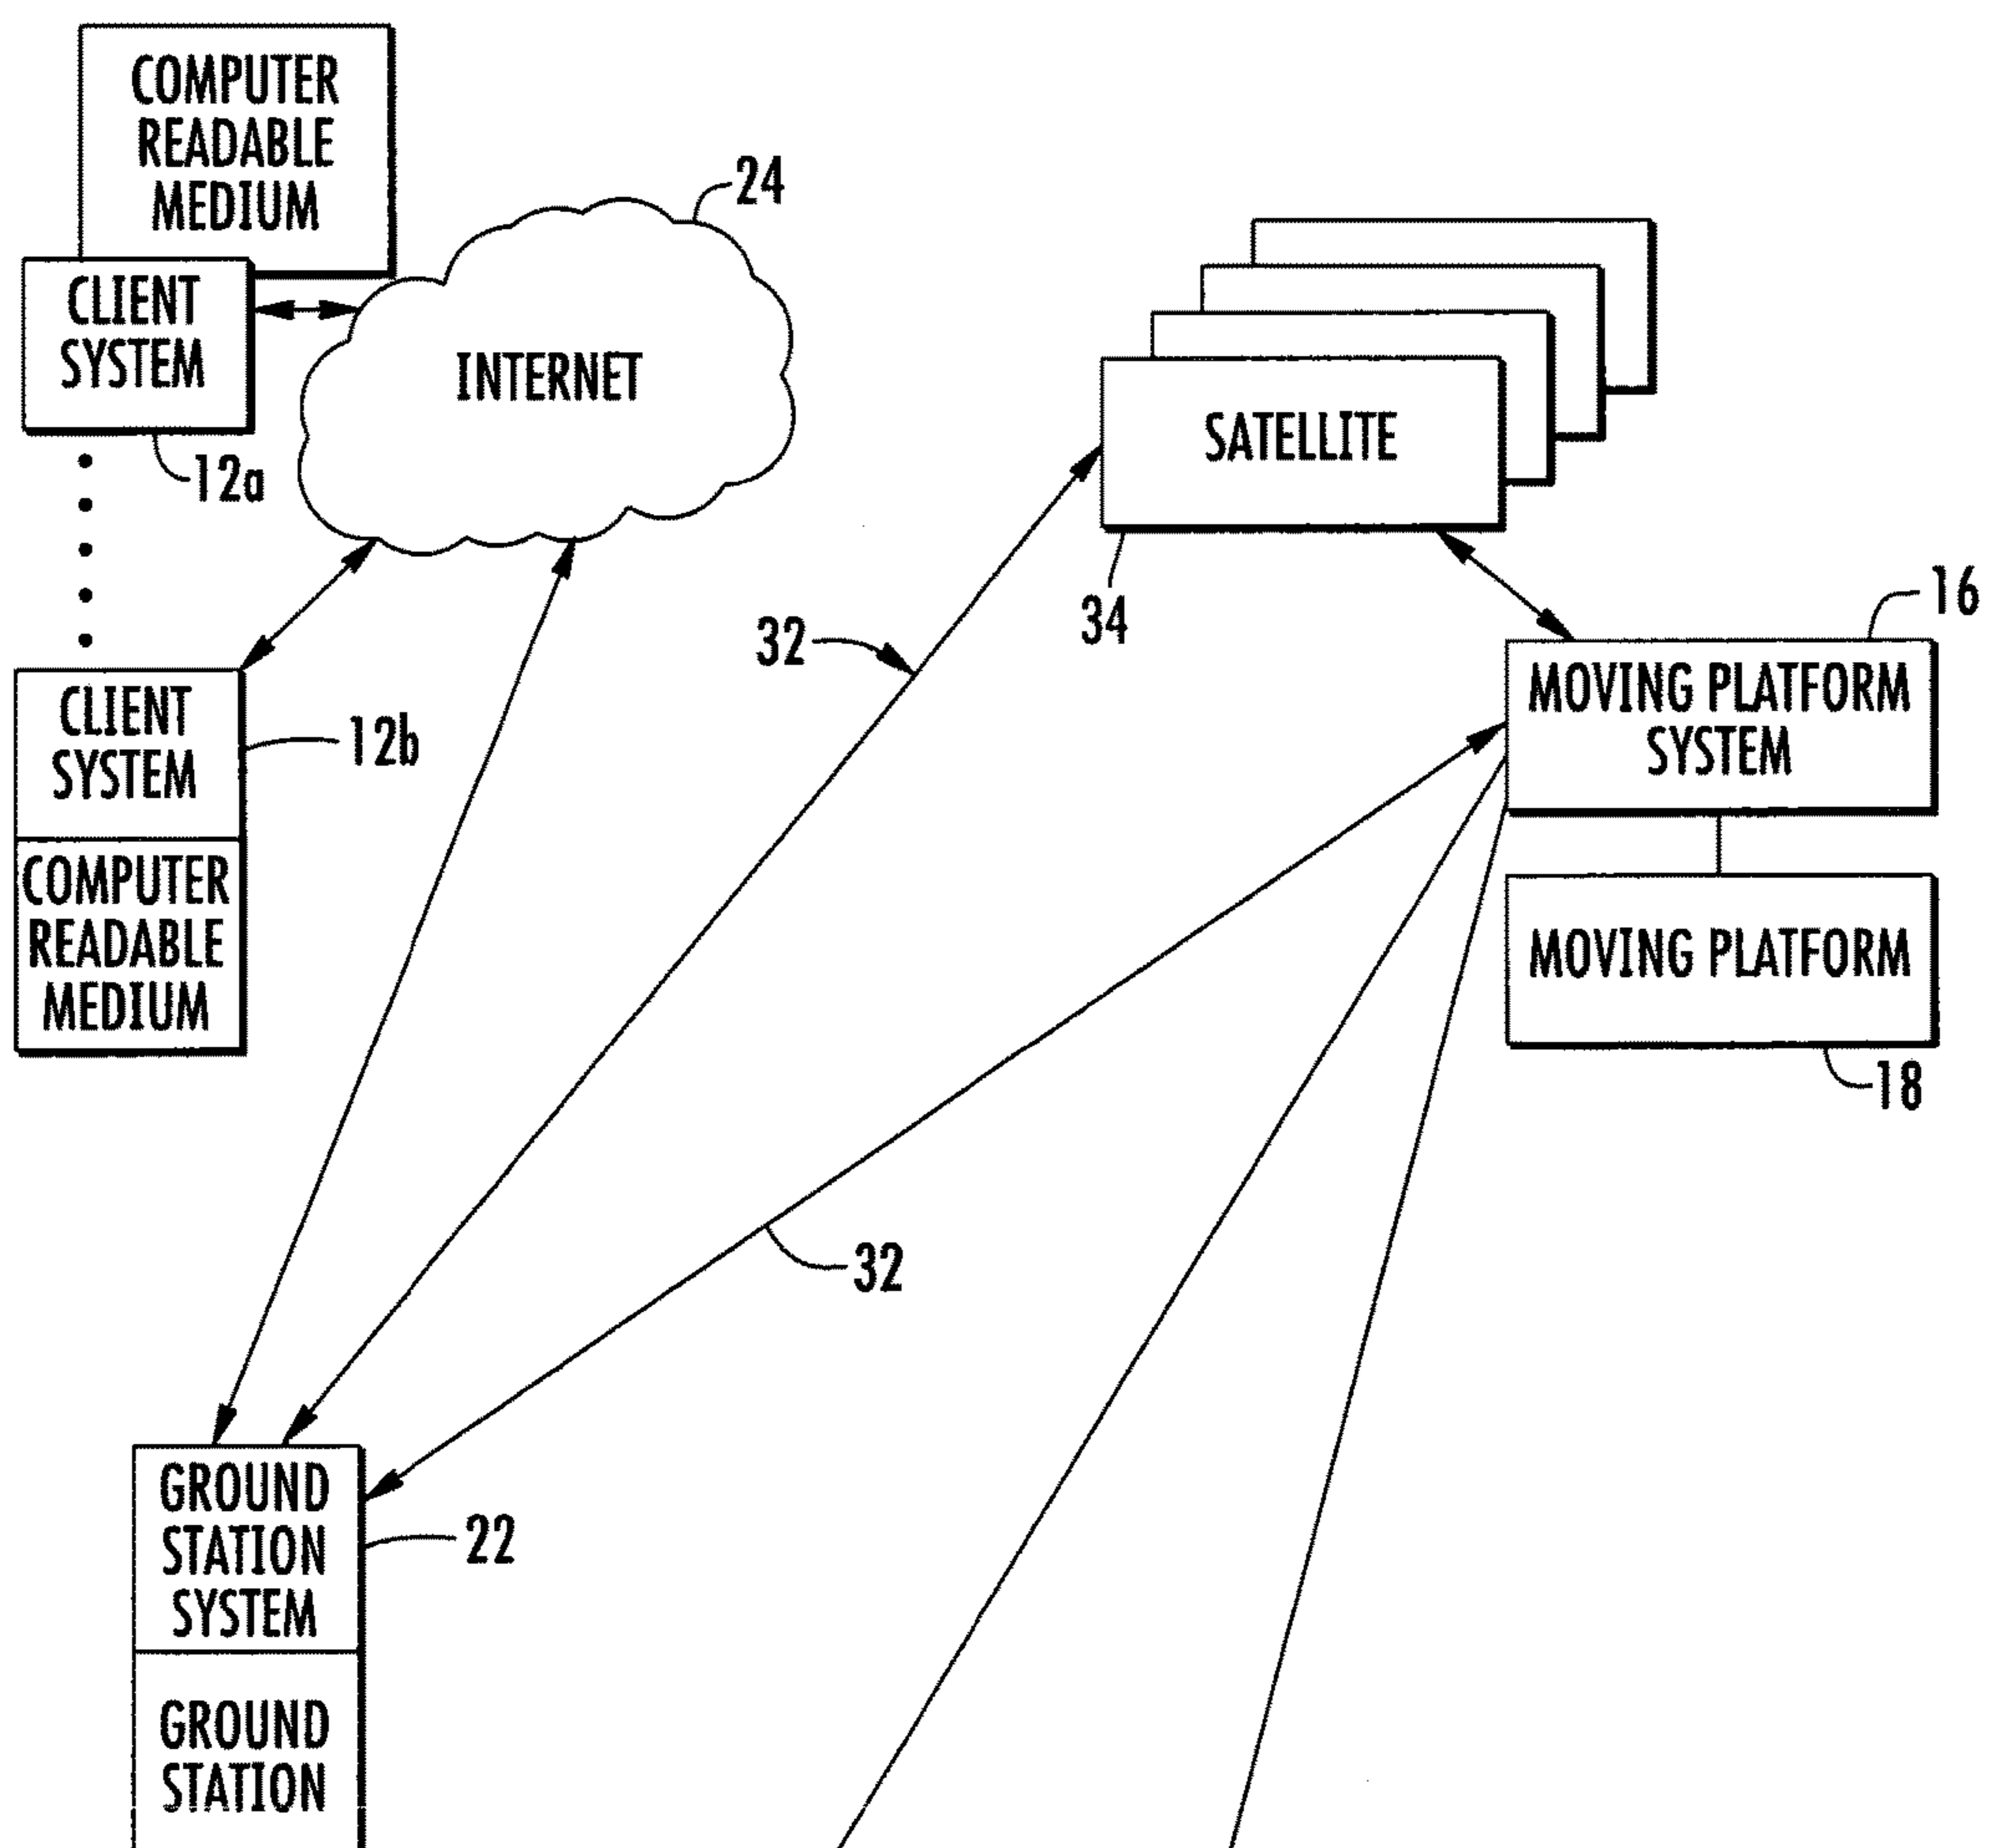 COMPUTER
READABLE
MEDIUM
24
CLIENT
SYSTEM
INTERNET
SATELLITE
12a
34
16
32
CLIENT
SYSTEM
12b
MOVING PLATFORM
SYSTEM
COMPUTER
READABLE
MEDIUM
MOVING PLATFORM
18
32
GROUND
STATION
SYSTEM
22
GROUND
STATION